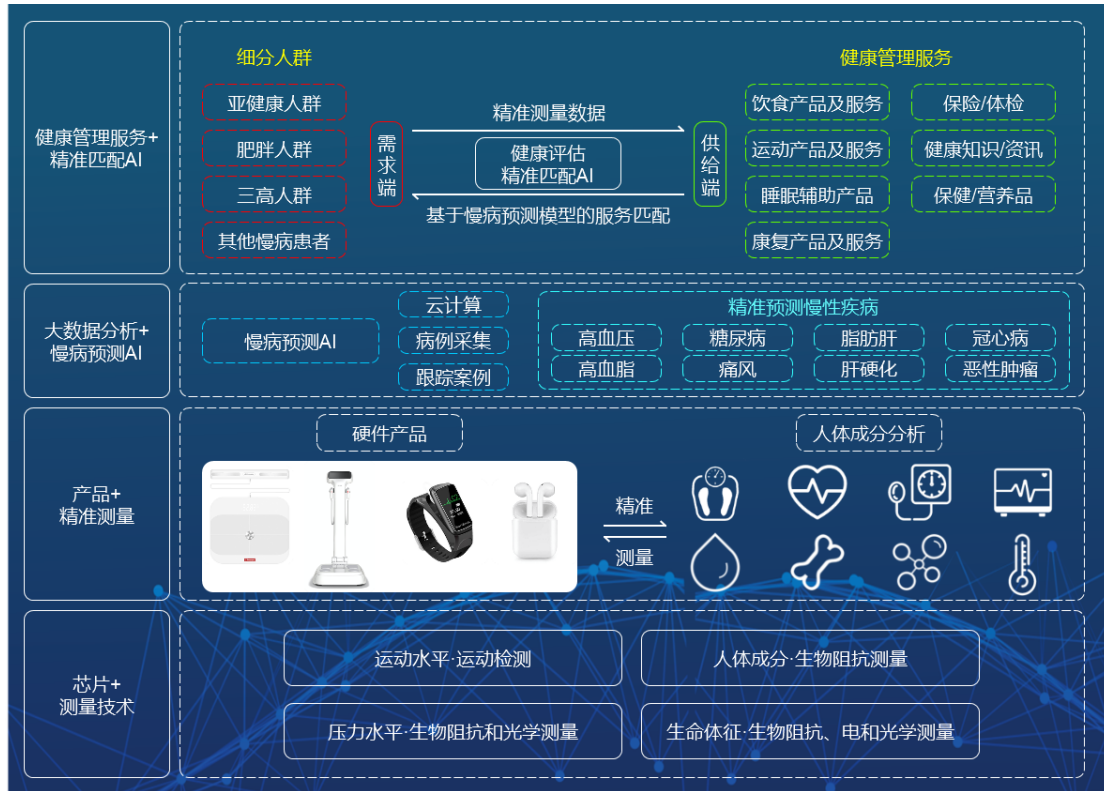 健康管理服务+
精准匹配AI
细分人群
亚健康人群
肥胖人群
三高人群
其他慢病患者
需求端
精准测量数据
健康评估
精准匹配AI
基于慢病预测模型的服务匹配
供给端
健康管理服务
饮食产品及服务
保险/体检
运动产品及服务
健康知识/资讯
睡眠辅助产品
保健/营养品
康复产品及服务
大数据分析+
慢病预测AI
慢病预测AI
云计算
病例采集
跟踪案例
精准预测慢性疾病
高血压
糖尿病
脂肪肝
冠心病
高血脂
痛风
肝硬化
恶性肿瘤
产品+
精准测量
硬件产品
精准
测量
人体成分分析
芯片+
测量技术
运动水平·运动检测
人体成分·生物阻抗测量
压力水平·生物阻抗和光学测量
生命体征·生物阻抗、电和光学测量